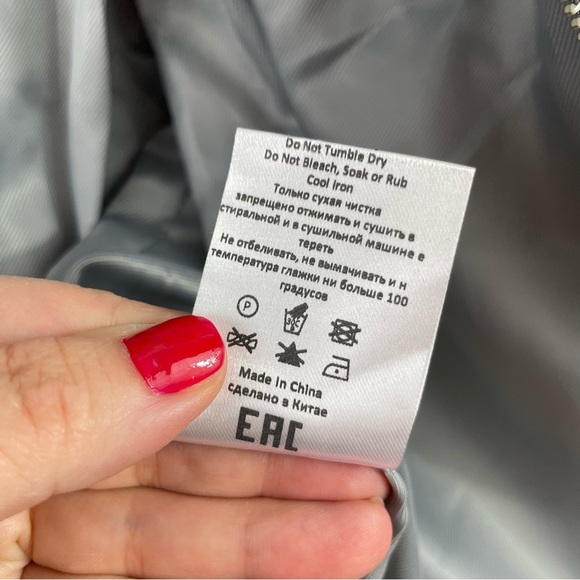 Do Not Tumble Dry
Do Not Bleach, Soak or Rub
Cool Iron
Только сухая чистка
запрещено отжимать и сушить в
стиральной и в сушильной машине е
тереть
Не отбеливать, не вымачивать и н
температура глажки ни больше 100
градусов
P
Made in China
сделано в Китае
EAC